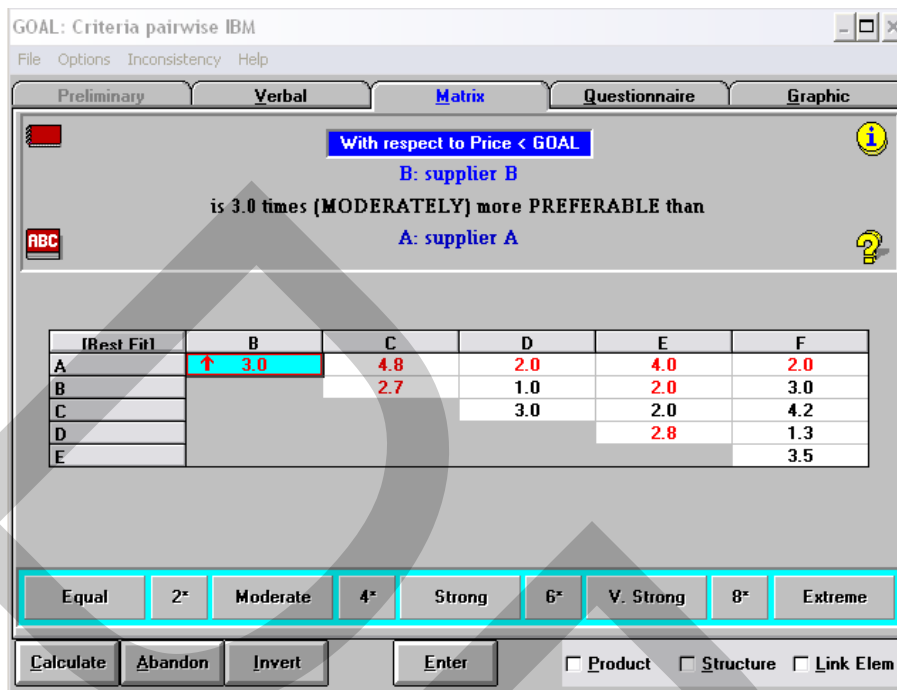 GOAL: Criteria pairwise IBM
File Options Inconsistency Help
Preliminary Verbal Matrix Questionnaire Graphic
With respect to Price < GOAL
B: supplier B
is 3.0 times (MODERATELY) more PREFERABLE than
ABC A: supplier A
[Best Fit] B C D E F
A 3.0 4.8 2.0 4.0 2.0
B 2.7 1.0 2.0 3.0
C 3.0 2.0 4.2
D 2.8 1.3
E 3.5
Equal 2* Moderate 4* Strong 6* V. Strong 8* Extreme
Calculate Abandon Invert Enter Product Structure Link Elem